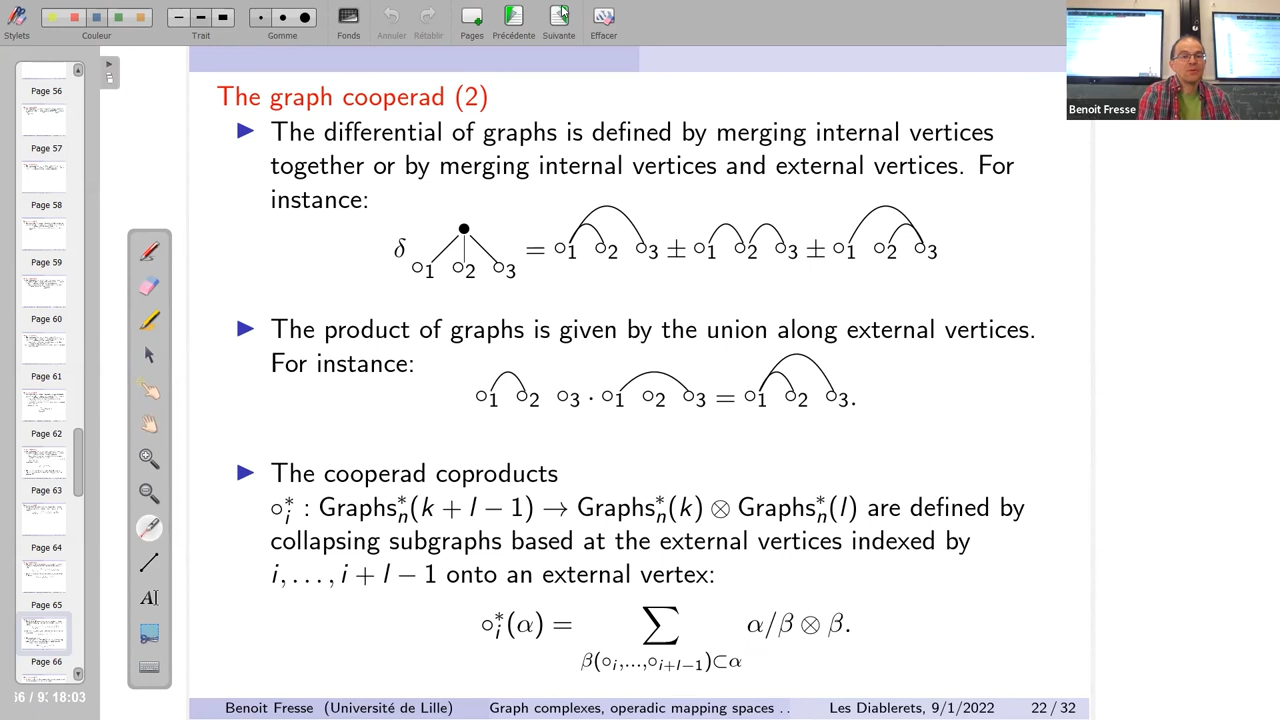 Styles
Couleur
Trait
Gomme
Fonds
Annuler
Rétablir
Pages
Précédente
Suivante
Effacer
Benoit Fresse
Page 56
Page 57
Page 58
Page 59
Page 60
Page 61
Page 62
Page 63
Page 64
Page 65
Page 66
18:03
The graph cooperad (2)
The differential of graphs is defined by merging internal vertices
together or by merging internal vertices and external vertices. For
instance:
δ ○1 ○2 ○3 = ○1 ○2 ○3 ± ○1 ○2 ○3 ± ○1 ○2 ○3
The product of graphs is given by the union along external vertices.
For instance:
○1 ○2 ○3 · ○1 ○2 ○3 = ○1 ○2 ○3.
The cooperad coproducts
∘ᵢ* : Graphsₙ*(k + l − 1) → Graphsₙ*(k) ⊗ Graphsₙ*(l) are defined by
collapsing subgraphs based at the external vertices indexed by
i, . . . , i + l − 1 onto an external vertex:
∘ᵢ*(α) = ∑ α/β ⊗ β.
β(∘ᵢ,...,∘ᵢ₊ₗ₋₁)⊂α
Benoit Fresse (Université de Lille)
Graph complexes, operadic mapping spaces . .
Les Diablerets, 9/1/2022
22 / 32